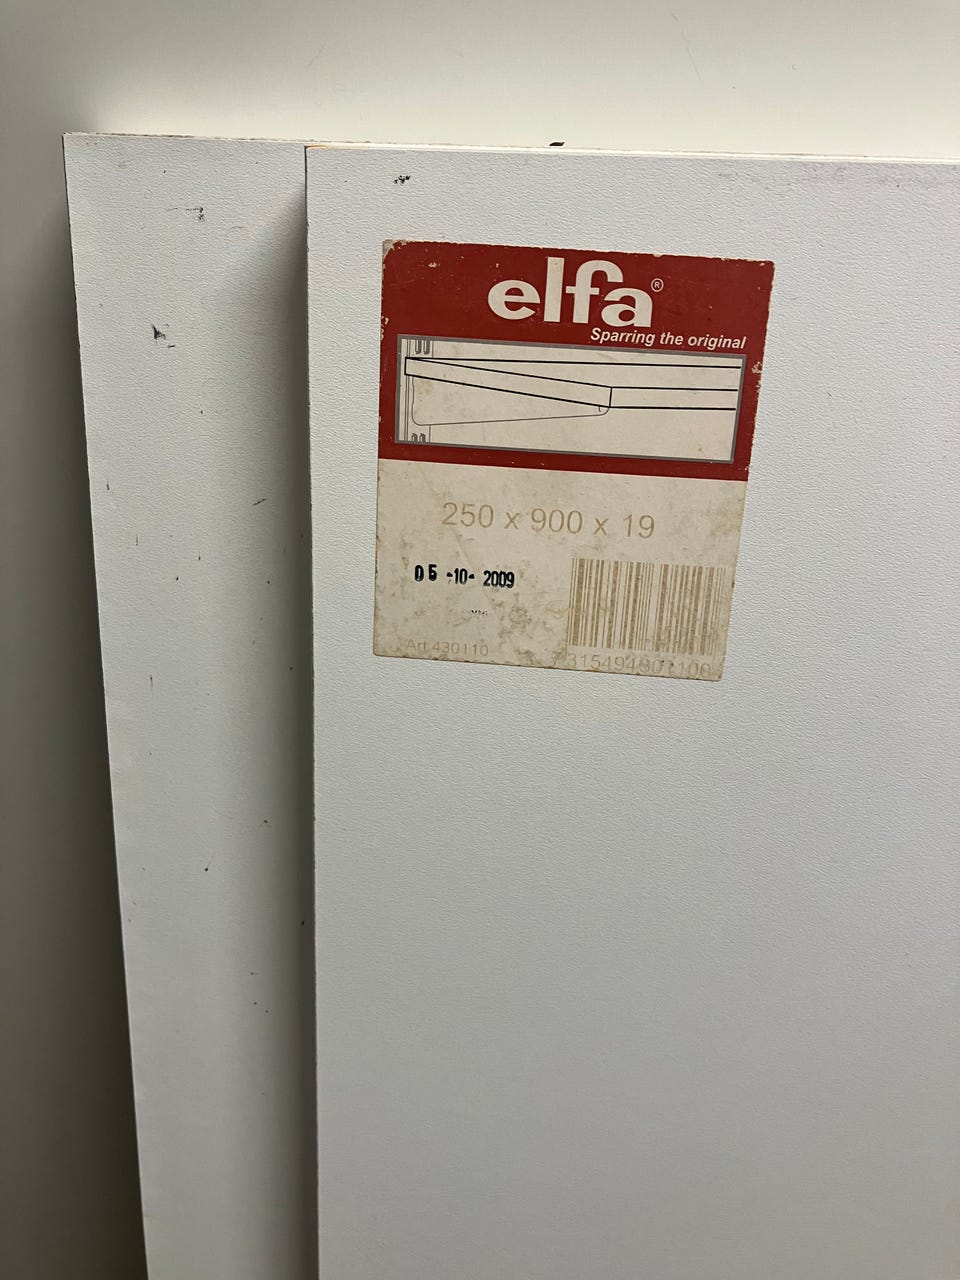 elfa®
Sparring the original
250 x 900 x 19
05 -10- 2009
Art 430110